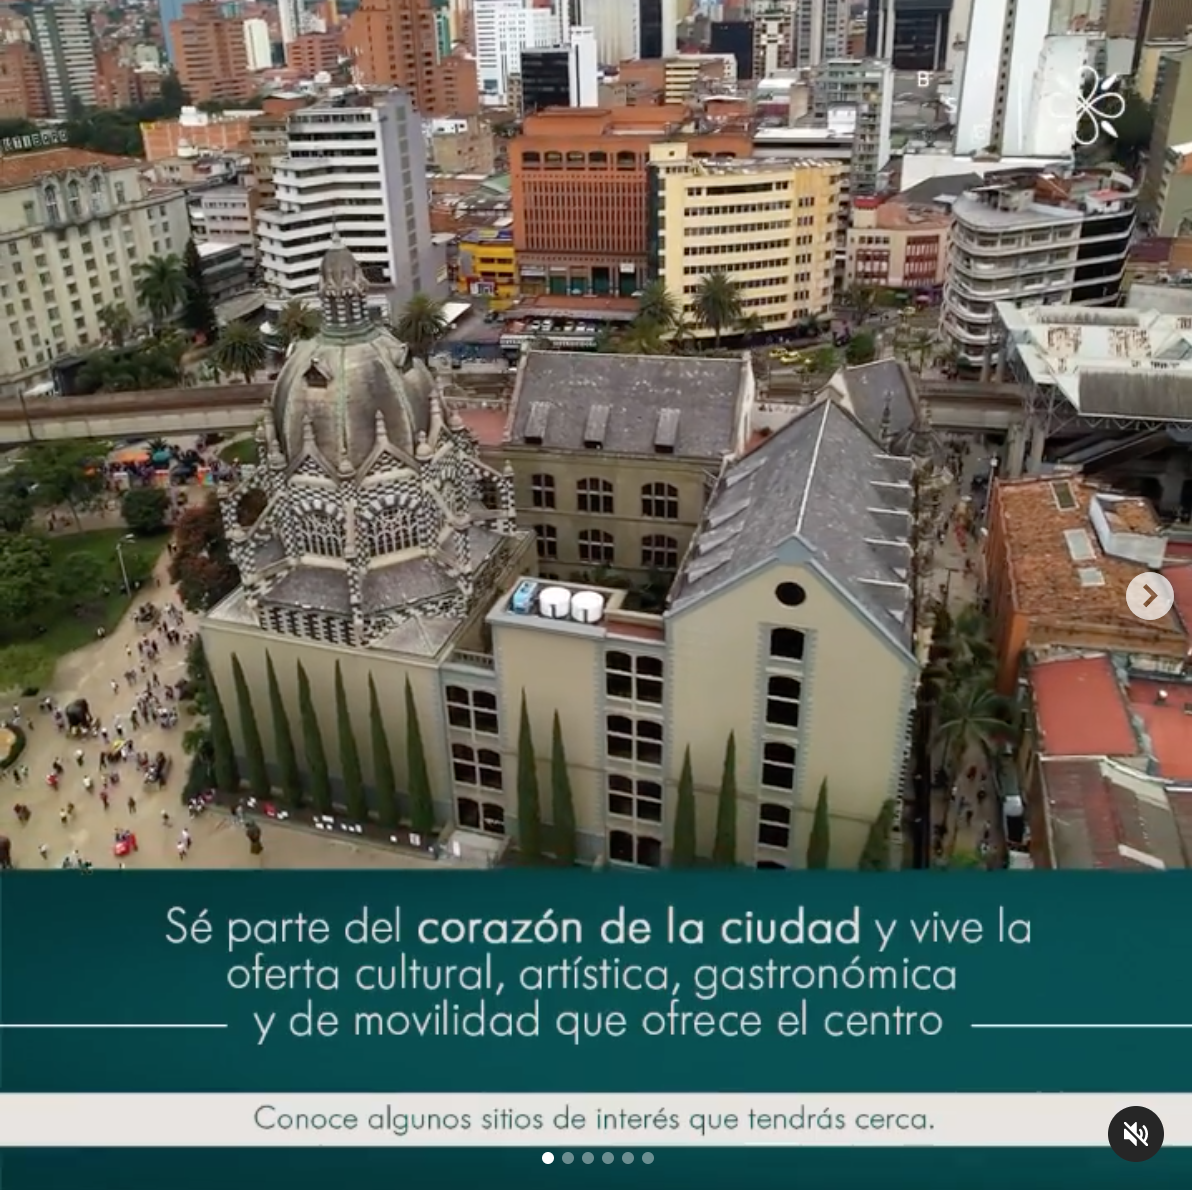 Sé parte del corazón de la ciudad y vive la
oferta cultural, artística, gastronómica
y de movilidad que ofrece el centro
Conoce algunos sitios de interés que tendrás cerca.